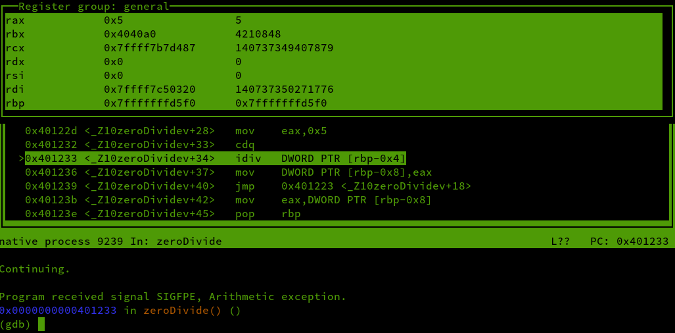 Register group: general
rax 0x5 5
rbx 0x4040a0 4210848
rcx 0x7ffff7b7d487 140737349407879
rdx 0x0 0
rsi 0x0 0
rdi 0x7ffff7c50320 140737350271776
rbp 0x7fffffffd5f0 0x7fffffffd5f0
0x40122d <_Z10zeroDividev+28> mov eax,0x5
0x401232 <_Z10zeroDividev+33> cdq
>0x401233 <_Z10zeroDividev+34> idiv DWORD PTR [rbp-0x4]
0x401236 <_Z10zeroDividev+37> mov DWORD PTR [rbp-0x8],eax
0x401239 <_Z10zeroDividev+40> jmp 0x401223 <_Z10zeroDividev+18>
0x40123b <_Z10zeroDividev+42> mov eax,DWORD PTR [rbp-0x8]
0x40123e <_Z10zeroDividev+45> pop rbp
native process 9239 In: zeroDivide L?? PC: 0x401233
Continuing.
Program received signal SIGFPE, Arithmetic exception.
0x0000000000401233 in zeroDivide() ()
(gdb)